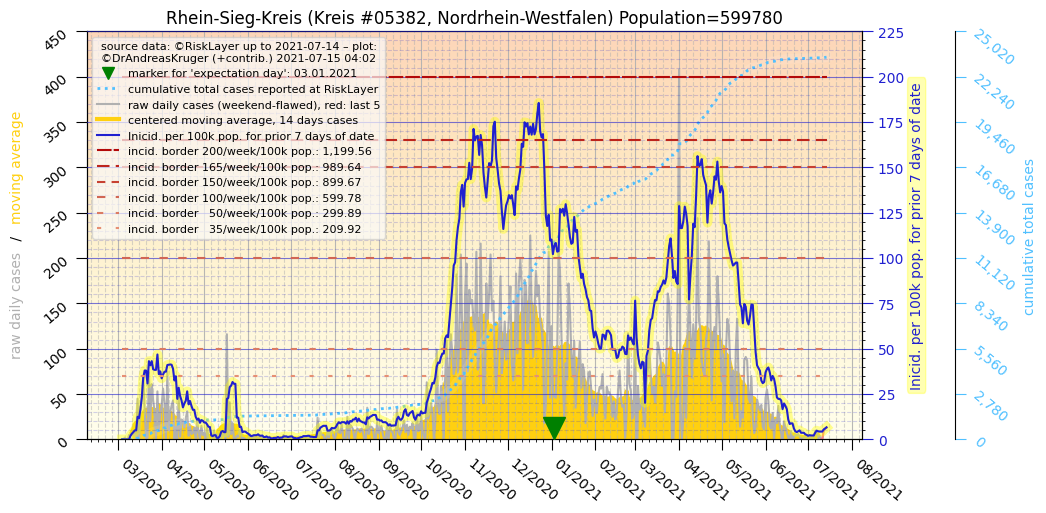 Rhein-Sieg-Kreis (Kreis #05382, Nordrhein-Westfalen) Population=599780
source data: ©RiskLayer up to 2021-07-14 – plot:
©DrAndreasKruger (+contrib.) 2021-07-15 04:02
marker for 'expectation day': 03.01.2021
cumulative total cases reported at RiskLayer
raw daily cases (weekend-flawed), red: last 5
centered moving average, 14 days cases
Inicid. per 100k pop. for prior 7 days of date
incid. border 200/week/100k pop.: 1,199.56
incid. border 165/week/100k pop.: 989.64
incid. border 150/week/100k pop.: 899.67
incid. border 100/week/100k pop.: 599.78
incid. border 50/week/100k pop.: 299.89
incid. border 35/week/100k pop.: 209.92
raw daily cases / moving average
450
400
350
300
250
200
150
100
50
0
03/2020
04/2020
05/2020
06/2020
07/2020
08/2020
09/2020
10/2020
11/2020
12/2020
01/2021
02/2021
03/2021
04/2021
05/2021
06/2021
07/2021
08/2021
225
200
175
150
125
100
75
50
25
0
Inicid. per 100k pop. for prior 7 days of date
25,020
22,240
19,460
16,680
13,900
11,120
8,340
5,560
2,780
0
cumulative total cases